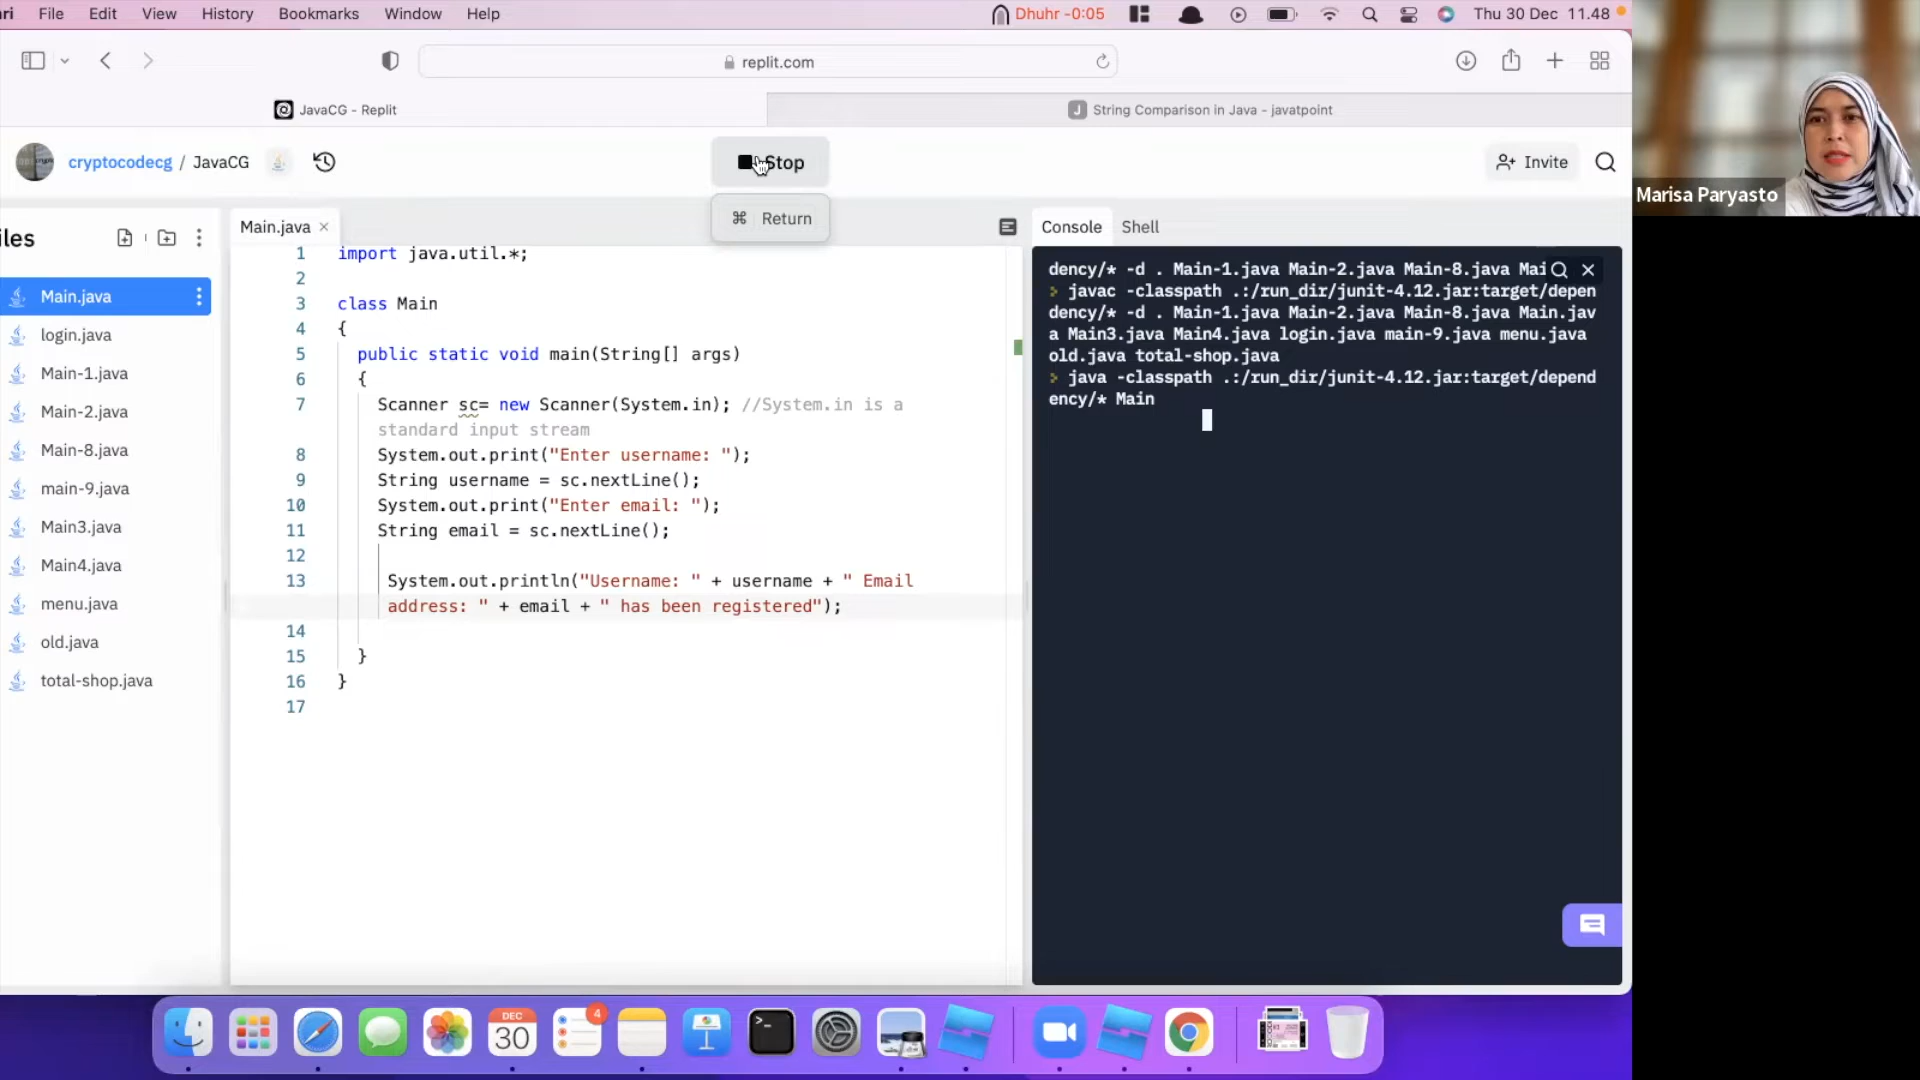 ri File Edit View History Bookmarks Window Help Dhuhr -0:05 Thu 30 Dec 11.48
replit.com
JavaCG - Replit
String Comparison in Java - javatpoint
cryptocodecg / JavaCG
Stop
Invite
⌘ Return
iles
Main.java
login.java
Main-1.java
Main-2.java
Main-8.java
main-9.java
Main3.java
Main4.java
menu.java
old.java
total-shop.java
Main.java ×
1 import java.util.*;
2
3 class Main
4 {
5 public static void main(String[] args)
6 {
7 Scanner sc= new Scanner(System.in); //System.in is a
standard input stream
8 System.out.print("Enter username: ");
9 String username = sc.nextLine();
10 System.out.print("Enter email: ");
11 String email = sc.nextLine();
12
13 System.out.println("Username: " + username + " Email
address: " + email + " has been registered");
14
15 }
16 }
17
Console Shell
dency/* -d . Main-1.java Main-2.java Main-8.java Mai
> javac -classpath .:/run_dir/junit-4.12.jar:target/depen
dency/* -d . Main-1.java Main-2.java Main-8.java Main.jav
a Main3.java Main4.java login.java main-9.java menu.java
old.java total-shop.java
> java -classpath .:/run_dir/junit-4.12.jar:target/depend
ency/* Main
Marisa Paryasto
DEC
30
4